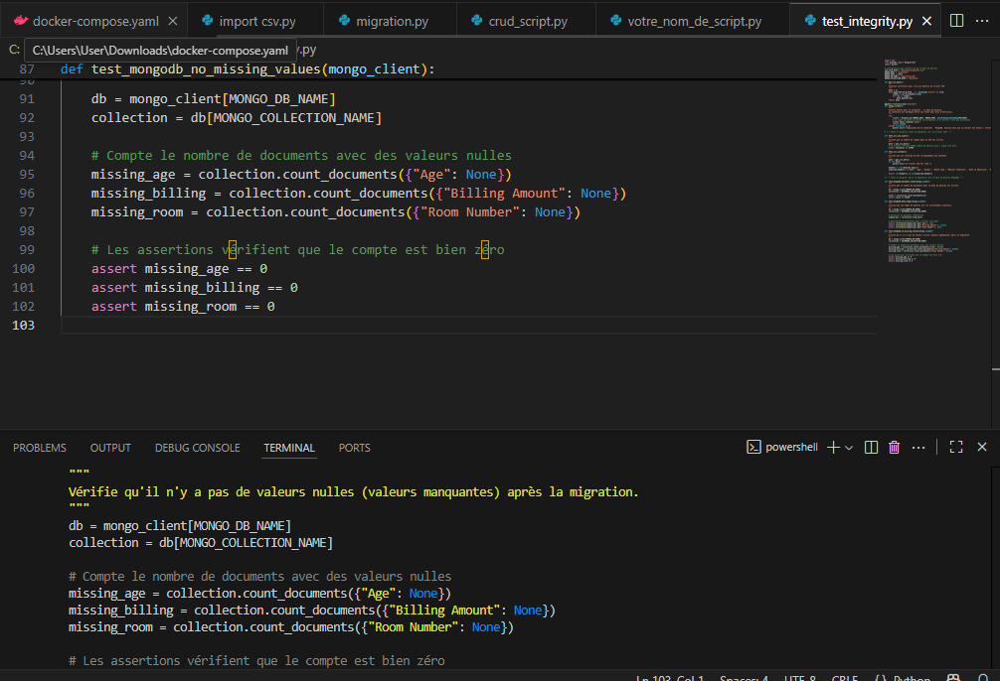 docker-compose.yaml
import csv.py
migration.py
crud_script.py
votre_nom_de_script.py
test_integrity.py
C: C:\Users\User\Downloads\docker-compose.yaml .py
87 def test_mongodb_no_missing_values(mongo_client):
90
91 db = mongo_client[MONGO_DB_NAME]
92 collection = db[MONGO_COLLECTION_NAME]
93
94 # Compte le nombre de documents avec des valeurs nulles
95 missing_age = collection.count_documents({"Age": None})
96 missing_billing = collection.count_documents({"Billing Amount": None})
97 missing_room = collection.count_documents({"Room Number": None})
98
99 # Les assertions vérifient que le compte est bien zéro
100 assert missing_age == 0
101 assert missing_billing == 0
102 assert missing_room == 0
103
PROBLEMS OUTPUT DEBUG CONSOLE TERMINAL PORTS powershell
"""
Vérifie qu'il n'y a pas de valeurs nulles (valeurs manquantes) après la migration.
"""
db = mongo_client[MONGO_DB_NAME]
collection = db[MONGO_COLLECTION_NAME]
# Compte le nombre de documents avec des valeurs nulles
missing_age = collection.count_documents({"Age": None})
missing_billing = collection.count_documents({"Billing Amount": None})
missing_room = collection.count_documents({"Room Number": None})
# Les assertions vérifient que le compte est bien zéro
Ln 103, Col 1 Spaces: 4 UTF-8 CRLF {} Python